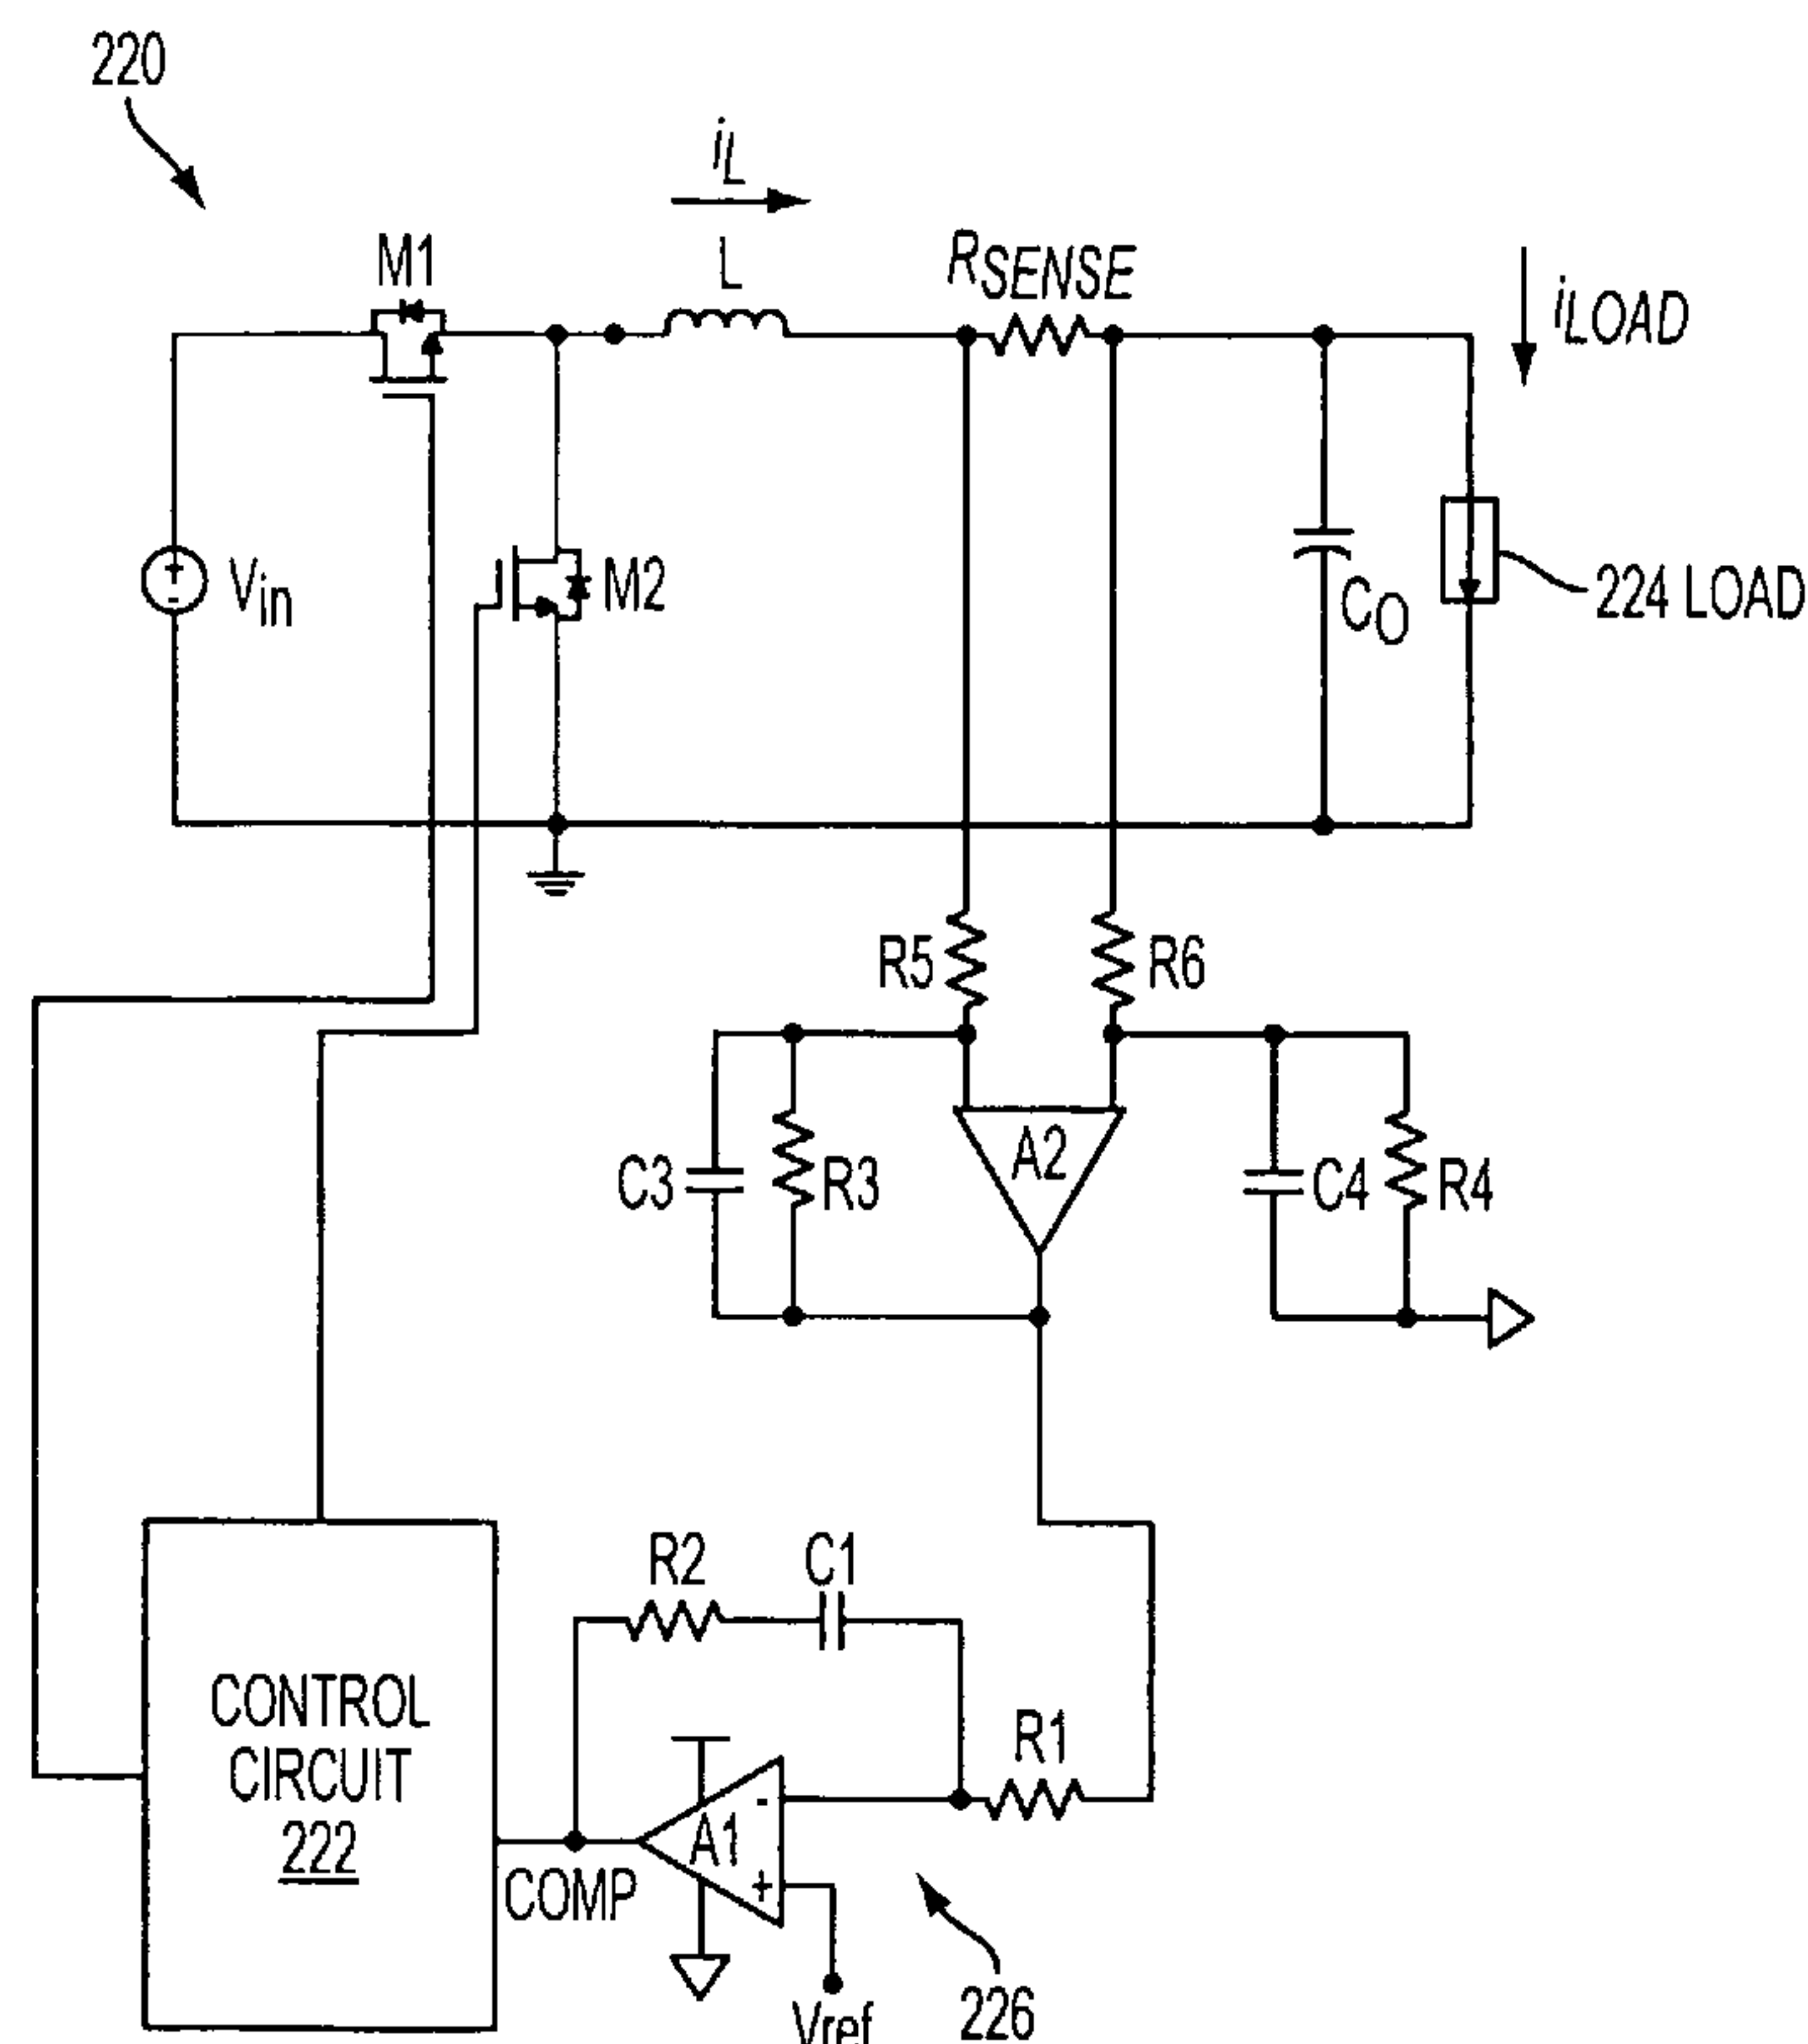 220
iL
M1
L
RSENSE
iLOAD
+
-
Vin
M2
CO
224 LOAD
R5
R6
C3
R3
A2
C4
R4
R2
C1
CONTROL
CIRCUIT
222
R1
-
A1
+
COMP
Vref
226